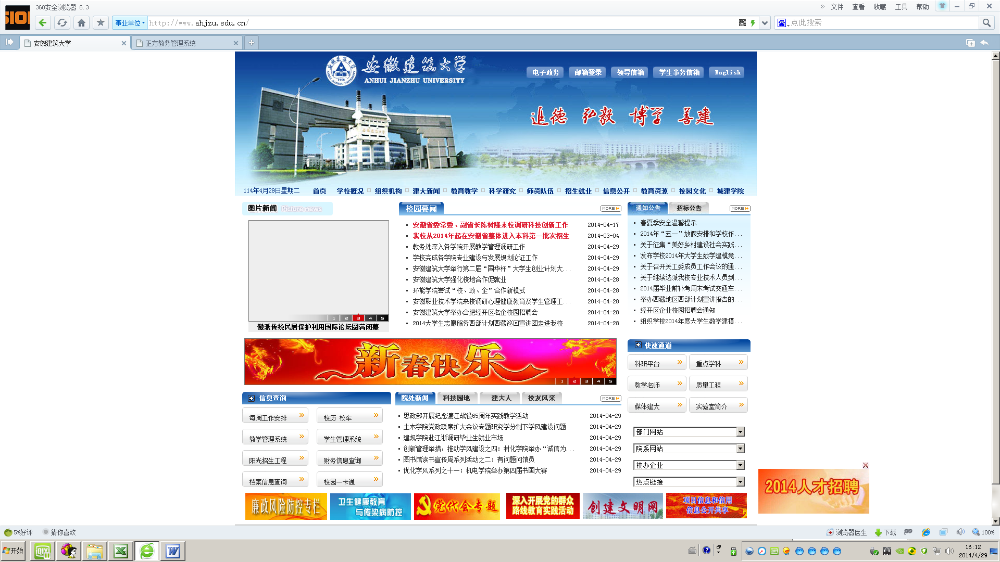 360安全浏览器 6.3
» 文件 查看 收藏 工具 帮助
事业单位 http://www.ahjzu.edu.cn/
点此搜索
安徽建筑大学
正方教务管理系统
安徽建筑大学
ANHUI JIANZHU UNIVERSITY
1958
电子政务 邮箱登录 领导信箱 学生事务信箱 English
安徽建筑大学
进德 弘毅 博学 善建
114年4月29日星期二 首页 学校概况 组织机构 建大新闻 教育教学 科学研究 师资队伍 招生就业 信息公开 教育资源 校园文化 城建学院
图片新闻 Picture news
1 2 3 4 5
徽派传统民居保护利用国际论坛圆满闭幕
校园要闻 MORE
安徽省委常委、副省长陈树隆来校调研科技创新工作 2014-04-17
我校从2014年起在安徽省整体进入本科第一批次招生 2014-03-04
教务处深入各学院开展教学管理调研工作 2014-04-29
学校完成各学院专业建设与发展规划论证工作 2014-04-29
安徽建筑大学举行第二届“国华杯”大学生创业计划大... 2014-04-29
安徽建筑大学强化校地合作促就业 2014-04-28
环能学院尝试“校、政、企”合作新模式 2014-04-28
安徽职业技术学院来校调研心理健康教育及学生管理工... 2014-04-28
安徽建筑大学举办合肥经开区名企校园招聘会 2014-04-28
2014大学生志愿服务西部计划西藏巡回宣讲团走进我校 2014-04-28
通知公告 招标公告 MORE
春夏季安全温馨提示
2014年“五一”放假安排和学校作...
关于征集“美好乡村建设社会实践...
发布学校2014年大学生数学建模竞...
关于召开关工委成员工作会议的通...
关于继续选派我校专业技术人员到...
2014届毕业前补考周末考试交通车...
举办西藏地区西部计划宣讲报告的...
经开区企业校园招聘会通知
组织学校2014年度大学生数学建模...
新春快乐
1 2 3 4 5
快速通道
科研平台 重点学科
教学名师 质量工程
媒体建大 实验室简介
部门网站
院系网站
校办企业
热点链接
信息查询
每周工作安排 校历 校车
教学管理系统 学生管理系统
阳光招生工程 财务信息查询
档案信息查询 校园一卡通
院处新闻 科技园地 建大人 校友风采 MORE
思政部开展纪念渡江战役65周年实践教学活动 2014-04-29
土木学院党政联席扩大会议专题研究学分制下学风建设问题 2014-04-29
建规学院赴江浙调研毕业生就业市场 2014-04-29
创新管理举措，推动学风建设之四：材化学院举办“诚信为... 2014-04-29
图书馆读书宣传周系列活动之二：有问题问馆员 2014-04-29
优化学风系列之十一：机电学院举办第四届书画大赛 2014-04-29
廉政风险防控专栏
卫生健康教育
与传染病防控
党代会专题
深入开展党的群众
路线教育实践活动
创建文明网
项目信息和信用
信息公开共享
2014人才招聘
5%好评 猜你喜欢
浏览器医生 下载 100%
开始
16:12
2014/4/29